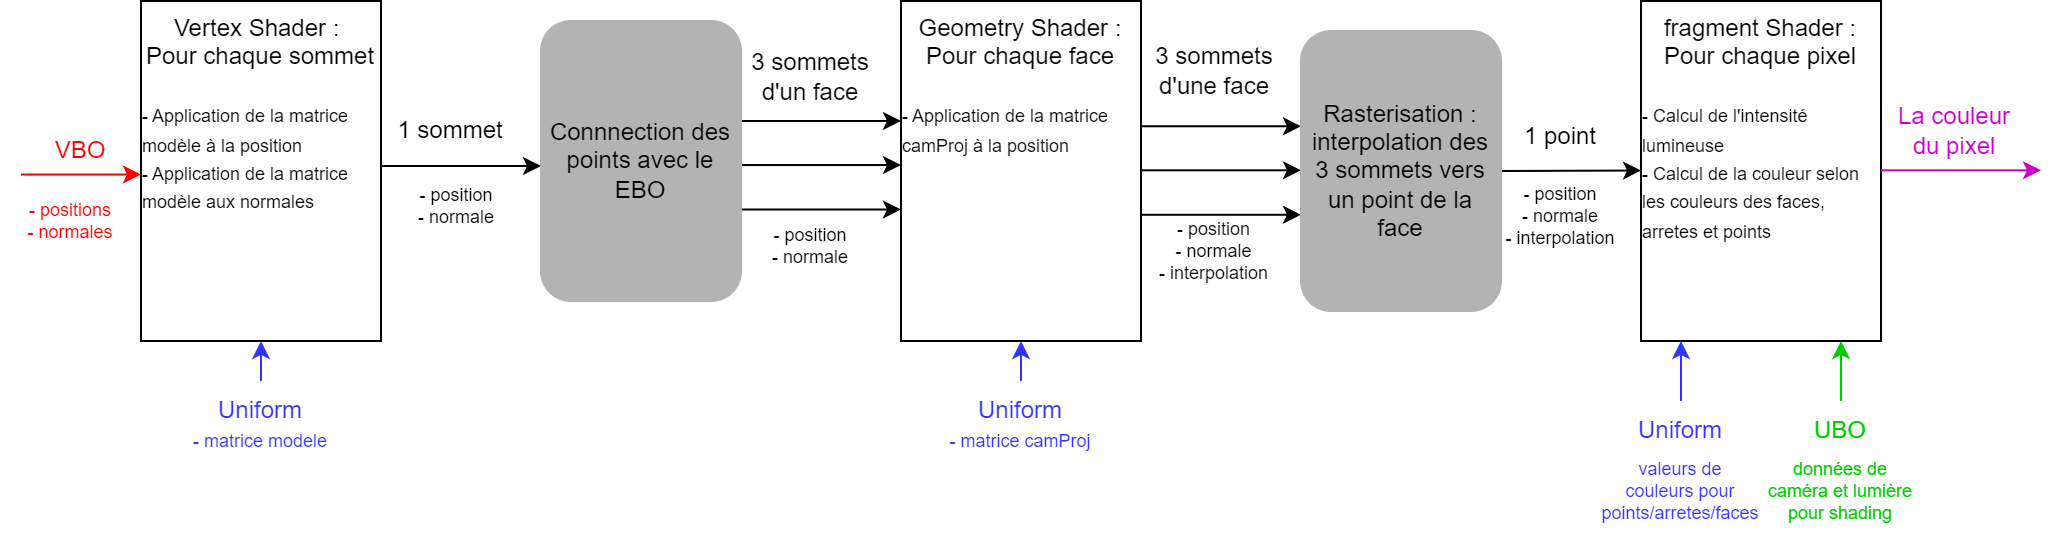 VBO
- positions
- normales
Vertex Shader :
Pour chaque sommet
- Application de la matrice
modèle à la position
- Application de la matrice
modèle aux normales
Uniform
- matrice modele
1 sommet
- position
- normale
Connnection des
points avec le
EBO
3 sommets
d'un face
- position
- normale
Geometry Shader :
Pour chaque face
- Application de la matrice
camProj à la position
Uniform
- matrice camProj
3 sommets
d'une face
- position
- normale
- interpolation
Rasterisation :
interpolation des
3 sommets vers
un point de la
face
1 point
- position
- normale
- interpolation
fragment Shader :
Pour chaque pixel
- Calcul de l'intensité
lumineuse
- Calcul de la couleur selon
les couleurs des faces,
arretes et points
Uniform
valeurs de
couleurs pour
points/arretes/faces
UBO
données de
caméra et lumière
pour shading
La couleur
du pixel